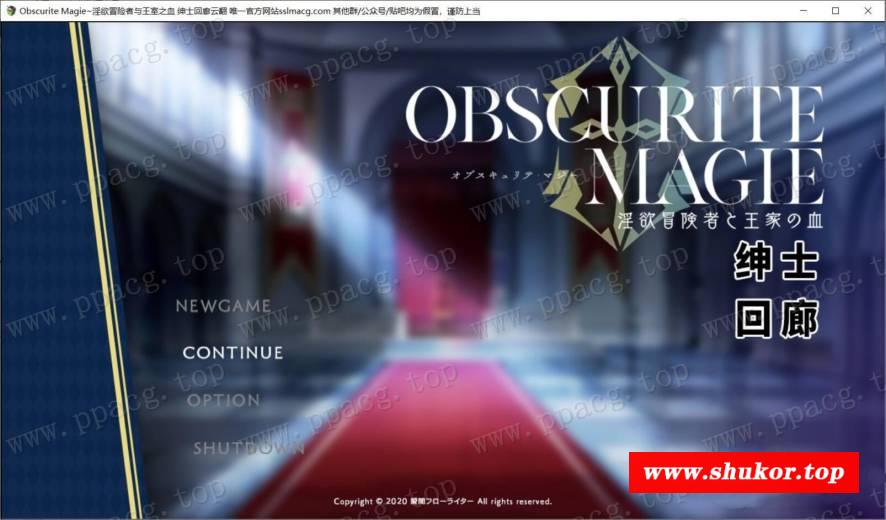 Obscurite Magie~淫欲冒险者与王室之血 绅士回廊云翻 唯一官方网站sslmacg.com 其他群/公众号/贴吧均为假冒，谨防上当
OBSCURITE
オブスキュリテ・マジー
MAGIE
淫欲冒険者と王家の血
绅士
回廊
NEWGAME
CONTINUE
OPTION
SHUTDOWN
www.shukor.top
Copyright © 2020 瞬間フローライター All rights reserved.
www.ppacg.top